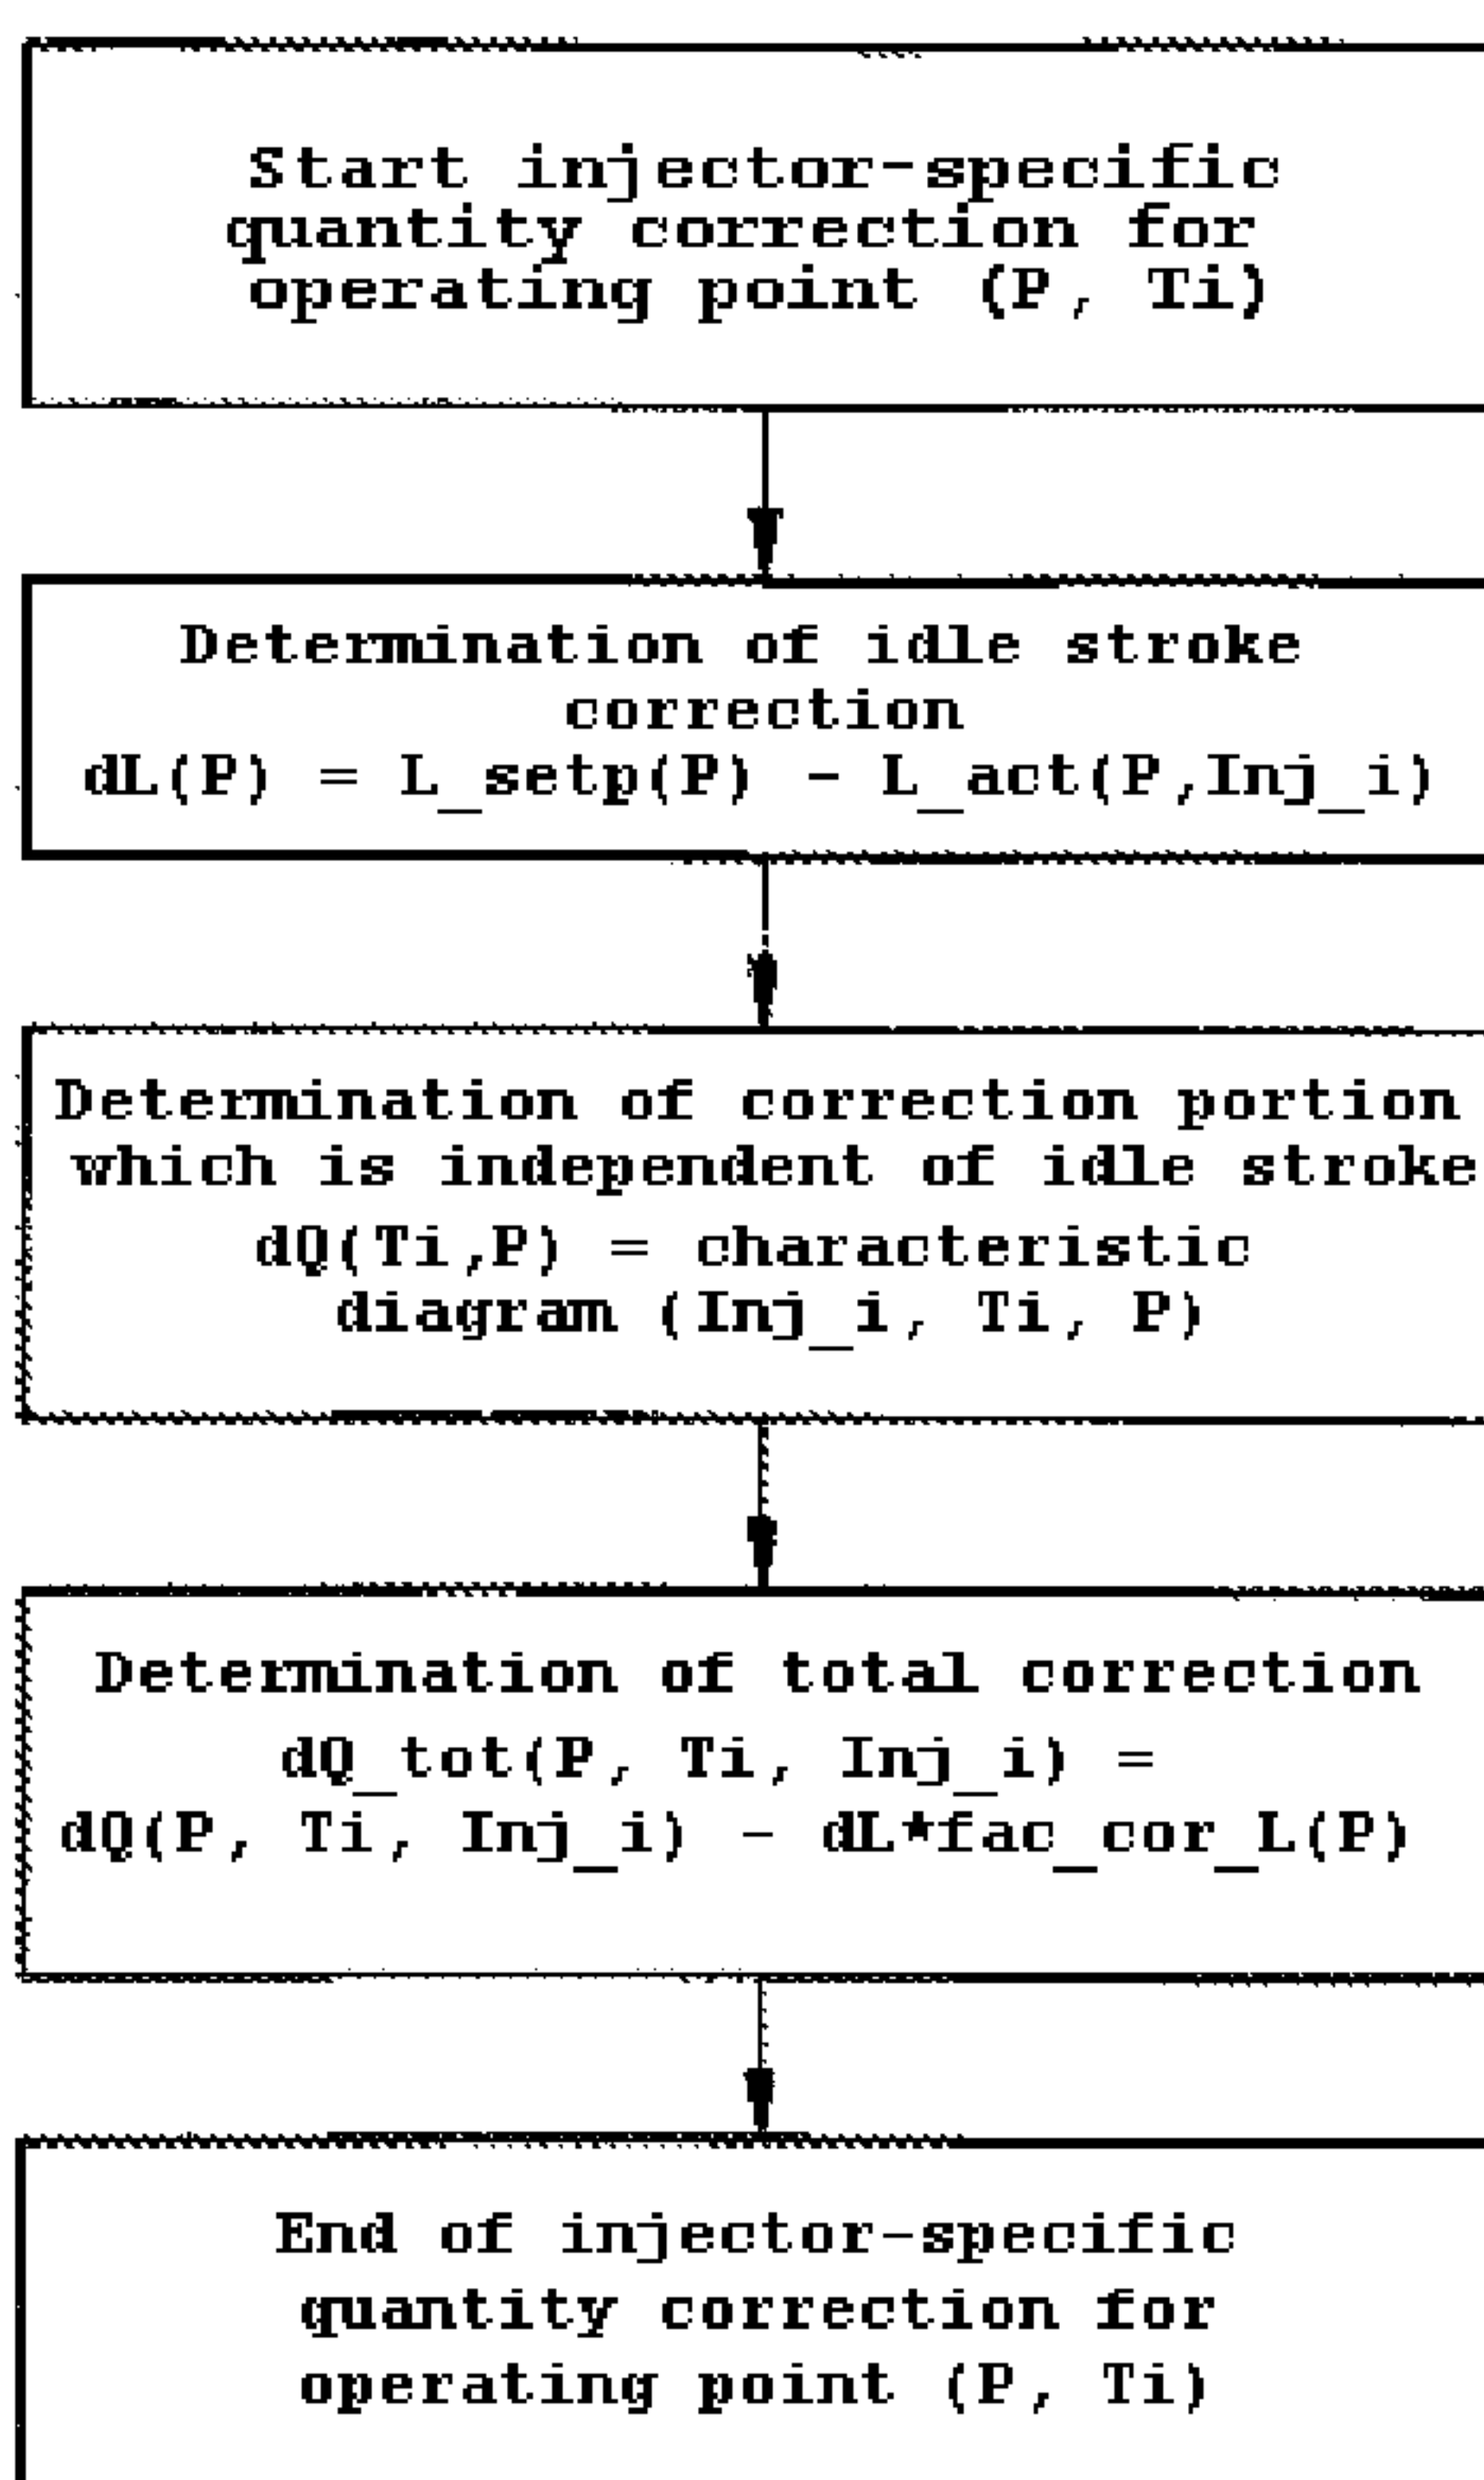 Start injector-specific
quantity correction for
operating point (P, Ti)
Determination of idle stroke
correction
dL(P) = L_setp(P) - L_act(P,Inj_i)
Determination of correction portion
which is independent of idle stroke
dQ(Ti,P) = characteristic
diagram (Inj_i, Ti, P)
Determination of total correction
dQ_tot(P, Ti, Inj_i) =
dQ(P, Ti, Inj_i) - dL*fac_cor_L(P)
End of injector-specific
quantity correction for
operating point (P, Ti)